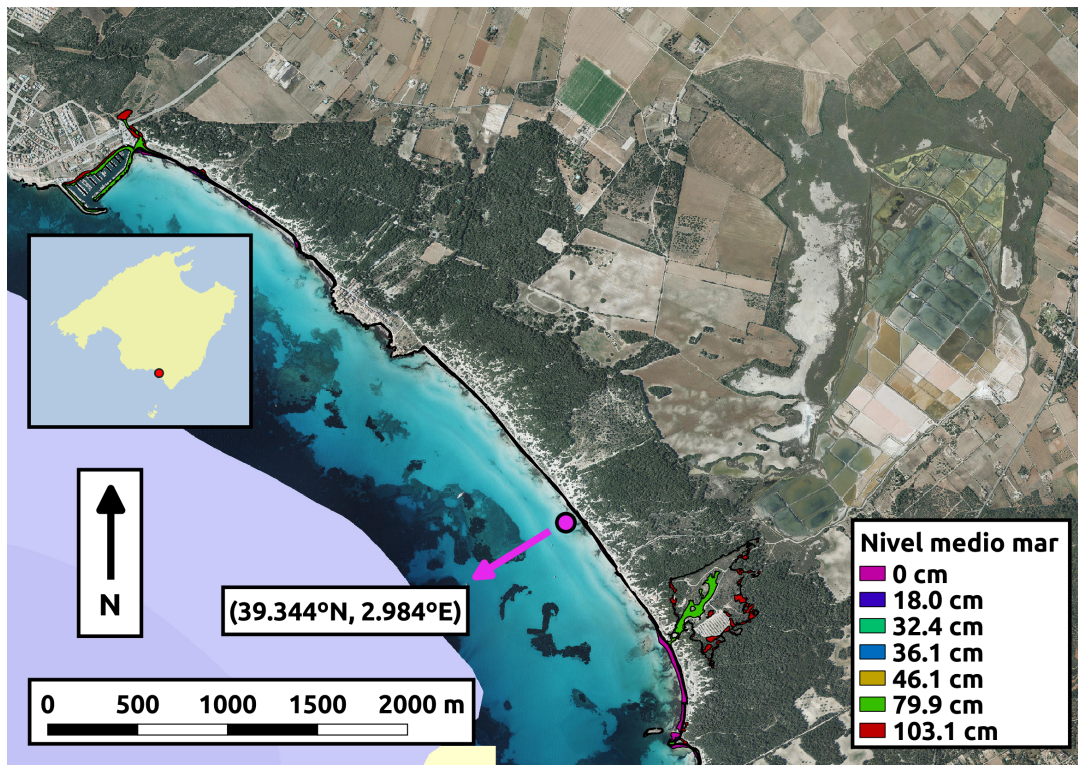 N
(39.344ºN, 2.984ºE)
0 500 1000 1500 2000 m
Nivel medio mar
0 cm
18.0 cm
32.4 cm
36.1 cm
46.1 cm
79.9 cm
103.1 cm